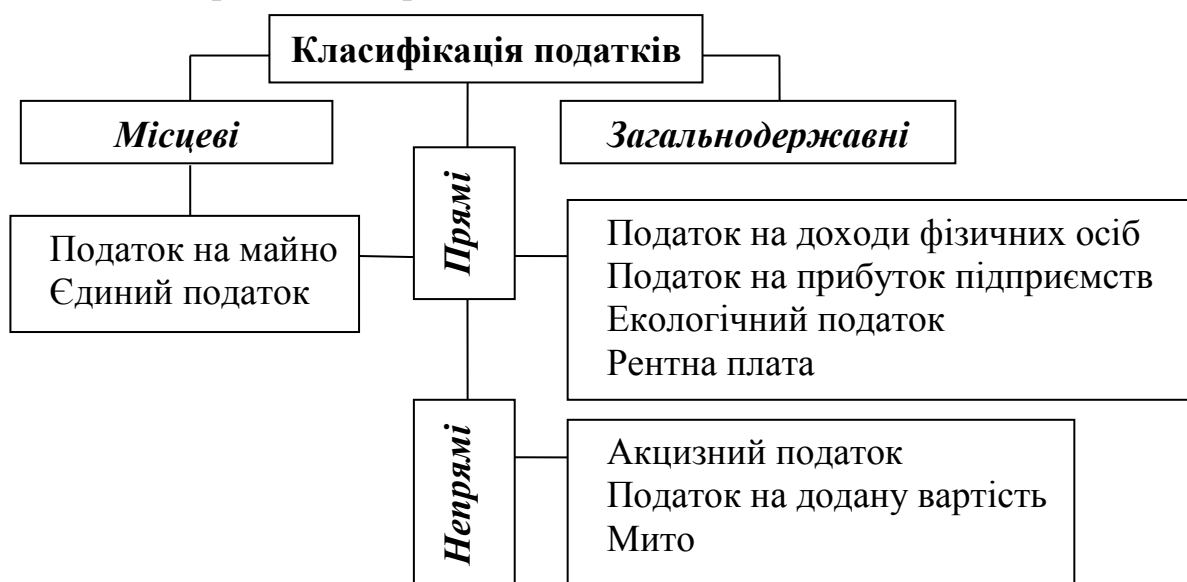 Класифікація податків
Місцеві
Загальнодержавні
Прямі
Податок на майно
Єдиний податок
Податок на доходи фізичних осіб
Податок на прибуток підприємств
Екологічний податок
Рентна плата
Непрямі
Акцизний податок
Податок на додану вартість
Мито